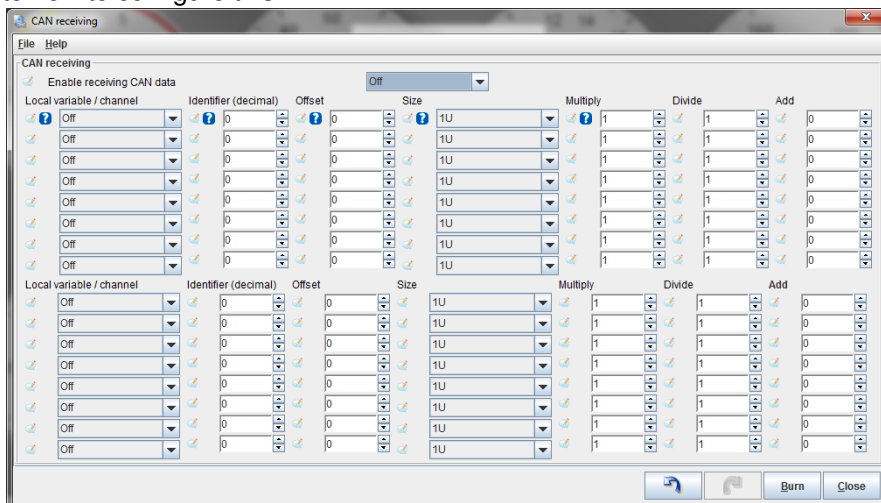 CAN receiving
File Help
CAN receiving
Enable receiving CAN data Off
Local variable / channel Identifier (decimal) Offset Size Multiply Divide Add
Off 0 0 1U 1 1 0
Off 0 0 1U 1 1 0
Off 0 0 1U 1 1 0
Off 0 0 1U 1 1 0
Off 0 0 1U 1 1 0
Off 0 0 1U 1 1 0
Off 0 0 1U 1 1 0
Off 0 0 1U 1 1 0
Local variable / channel Identifier (decimal) Offset Size Multiply Divide Add
Off 0 0 1U 1 1 0
Off 0 0 1U 1 1 0
Off 0 0 1U 1 1 0
Off 0 0 1U 1 1 0
Off 0 0 1U 1 1 0
Off 0 0 1U 1 1 0
Off 0 0 1U 1 1 0
Off 0 0 1U 1 1 0
Burn Close